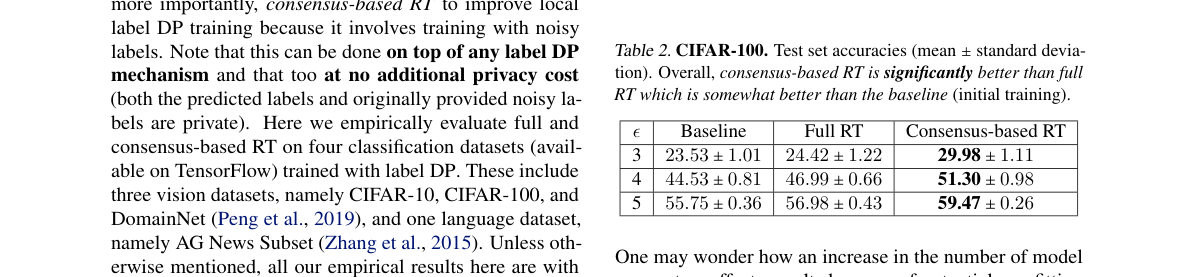 more importantly, consensus-based RT to improve local
label DP training because it involves training with noisy
labels. Note that this can be done on top of any label DP
mechanism and that too at no additional privacy cost
(both the predicted labels and originally provided noisy la-
bels are private). Here we empirically evaluate full and
consensus-based RT on four classification datasets (avail-
able on TensorFlow) trained with label DP. These include
three vision datasets, namely CIFAR-10, CIFAR-100, and
DomainNet (Peng et al., 2019), and one language dataset,
namely AG News Subset (Zhang et al., 2015). Unless oth-
erwise mentioned, all our empirical results here are with
Table 2. CIFAR-100. Test set accuracies (mean ± standard devia-
tion). Overall, consensus-based RT is significantly better than full
RT which is somewhat better than the baseline (initial training).
ϵ Baseline Full RT Consensus-based RT
3 23.53 ± 1.01 24.42 ± 1.22 29.98 ± 1.11
4 44.53 ± 0.81 46.99 ± 0.66 51.30 ± 0.98
5 55.75 ± 0.36 56.98 ± 0.43 59.47 ± 0.26
One may wonder how an increase in the number of model